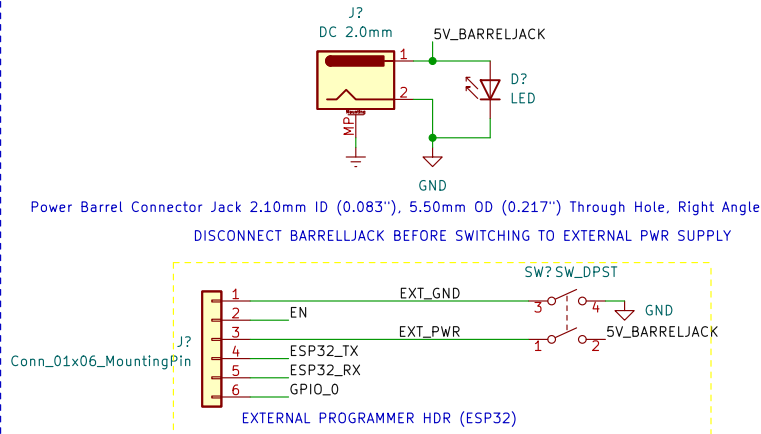 J?
DC 2.0mm
5V_BARRELJACK
1
D?
LED
2
Mounting
MP
GND
Power Barrel Connector Jack 2.10mm ID (0.083"), 5.50mm OD (0.217") Through Hole, Right Angle
DISCONNECT BARRELLJACK BEFORE SWITCHING TO EXTERNAL PWR SUPPLY
SW? SW_DPST
1 EXT_GND 3 4 GND
2 EN
3 EXT_PWR 1 2 5V_BARRELJACK
J?
Conn_01x06_MountingPin
4 ESP32_TX
5 ESP32_RX
6 GPIO_0
EXTERNAL PROGRAMMER HDR (ESP32)